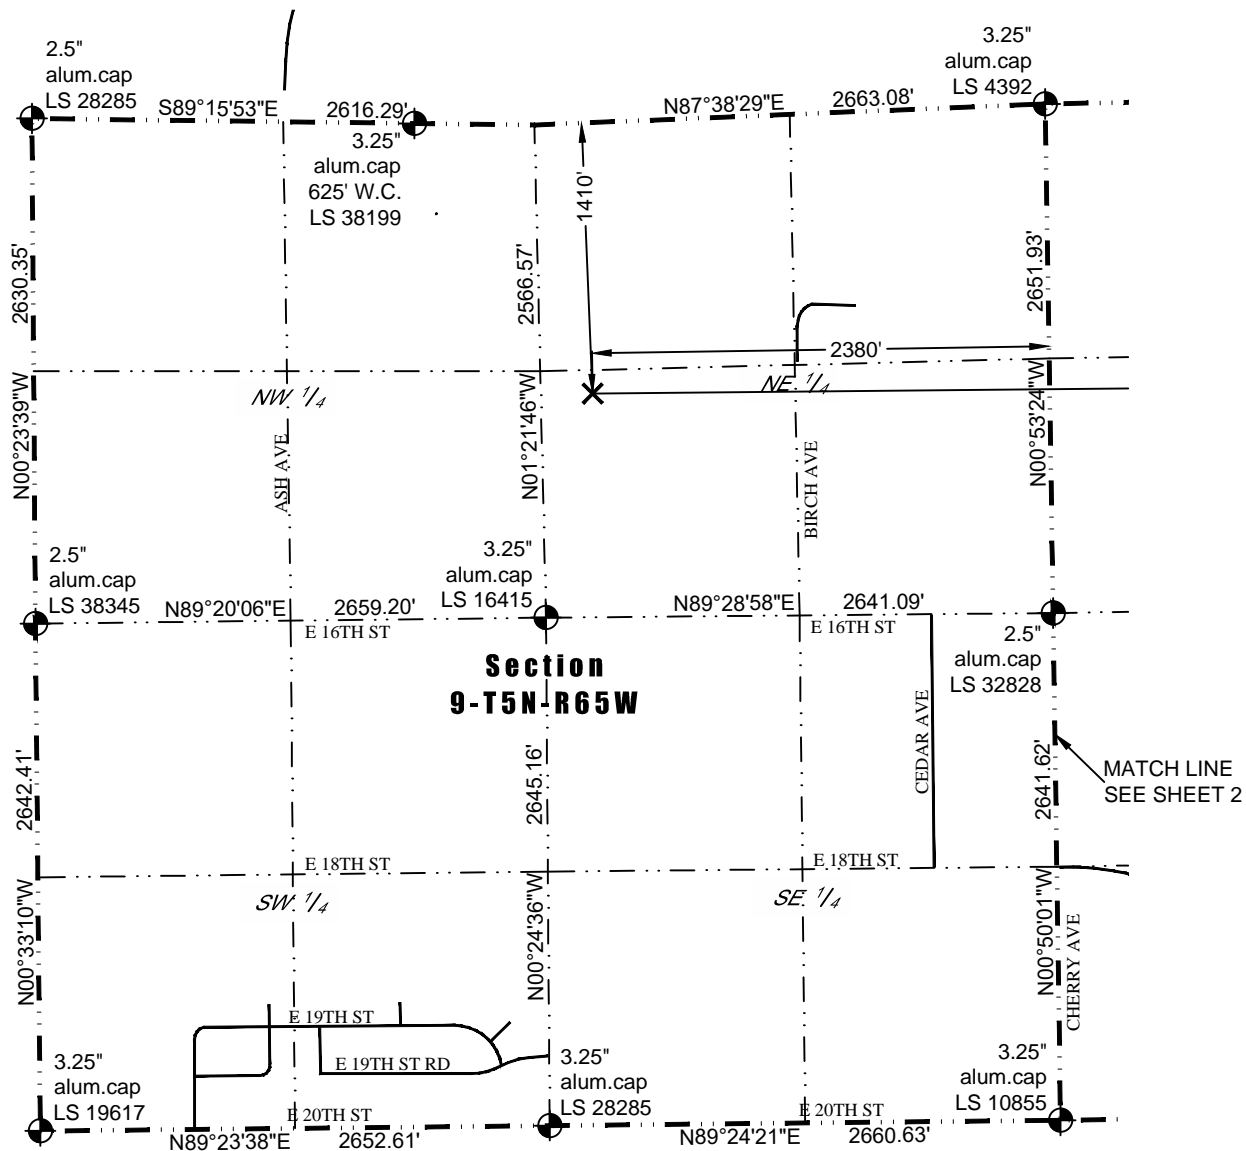 2.5"
alum.cap
LS 28285
S89°15'53"E
2616.29'
3.25"
alum.cap
625' W.C.
LS 38199
N87°38'29"E
2663.08'
3.25"
alum.cap
LS 4392
1410'
2630.35'
2566.57'
2651.93'
2380'
NW 1/4
NE 1/4
N00°23'39"W
ASH AVE
N01°21'46"W
BIRCH AVE
N00°53'24"W
2.5"
alum.cap
LS 38345
N89°20'06"E
2659.20'
E 16TH ST
3.25"
alum.cap
LS 16415
N89°28'58"E
2641.09'
E 16TH ST
2.5"
alum.cap
LS 32828
Section
9-T5N-R65W
CEDAR AVE
2642.41'
2645.16'
2641.62'
MATCH LINE
SEE SHEET 2
E 18TH ST
E 18TH ST
SW 1/4
SE 1/4
N00°33'10"W
N00°24'36"W
N00°50'01"W
CHERRY AVE
E 19TH ST
E 19TH ST RD
3.25"
alum.cap
LS 19617
E 20TH ST
3.25"
alum.cap
LS 28285
E 20TH ST
3.25"
alum.cap
LS 10855
N89°23'38"E
2652.61'
N89°24'21"E
2660.63'